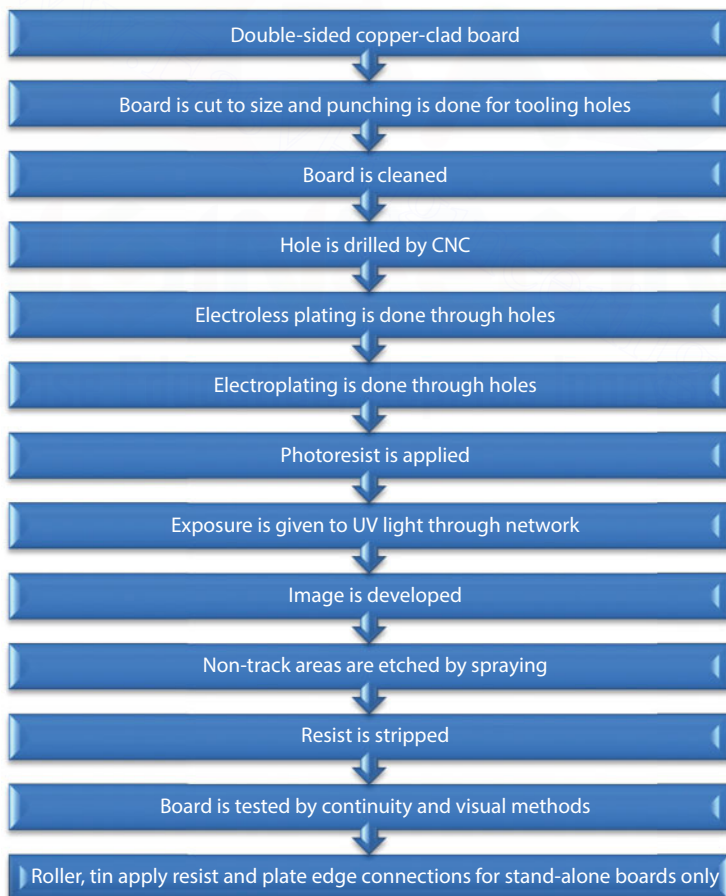 Double-sided copper-clad board
Board is cut to size and punching is done for tooling holes
Board is cleaned
Hole is drilled by CNC
Electroless plating is done through holes
Electroplating is done through holes
Photoresist is applied
Exposure is given to UV light through network
Image is developed
Non-track areas are etched by spraying
Resist is stripped
Board is tested by continuity and visual methods
Roller, tin apply resist and plate edge connections for stand-alone boards only